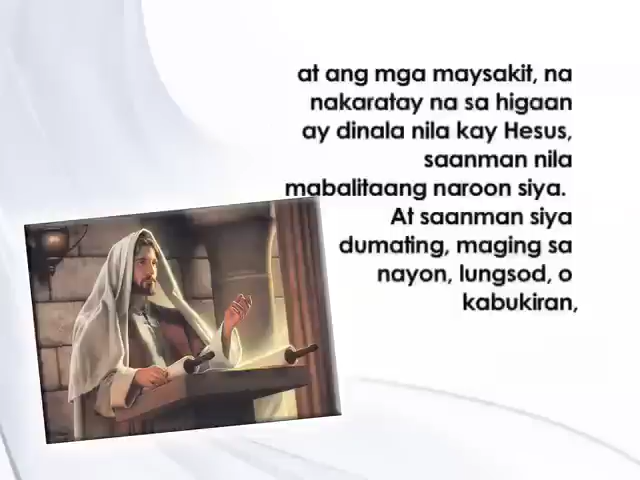 at ang mga maysakit, na
nakaratay na sa higaan
ay dinala nila kay Hesus,
saanman nila
mabalitaang naroon siya.
At saanman siya
dumating, maging sa
nayon, lungsod, o
kabukiran,